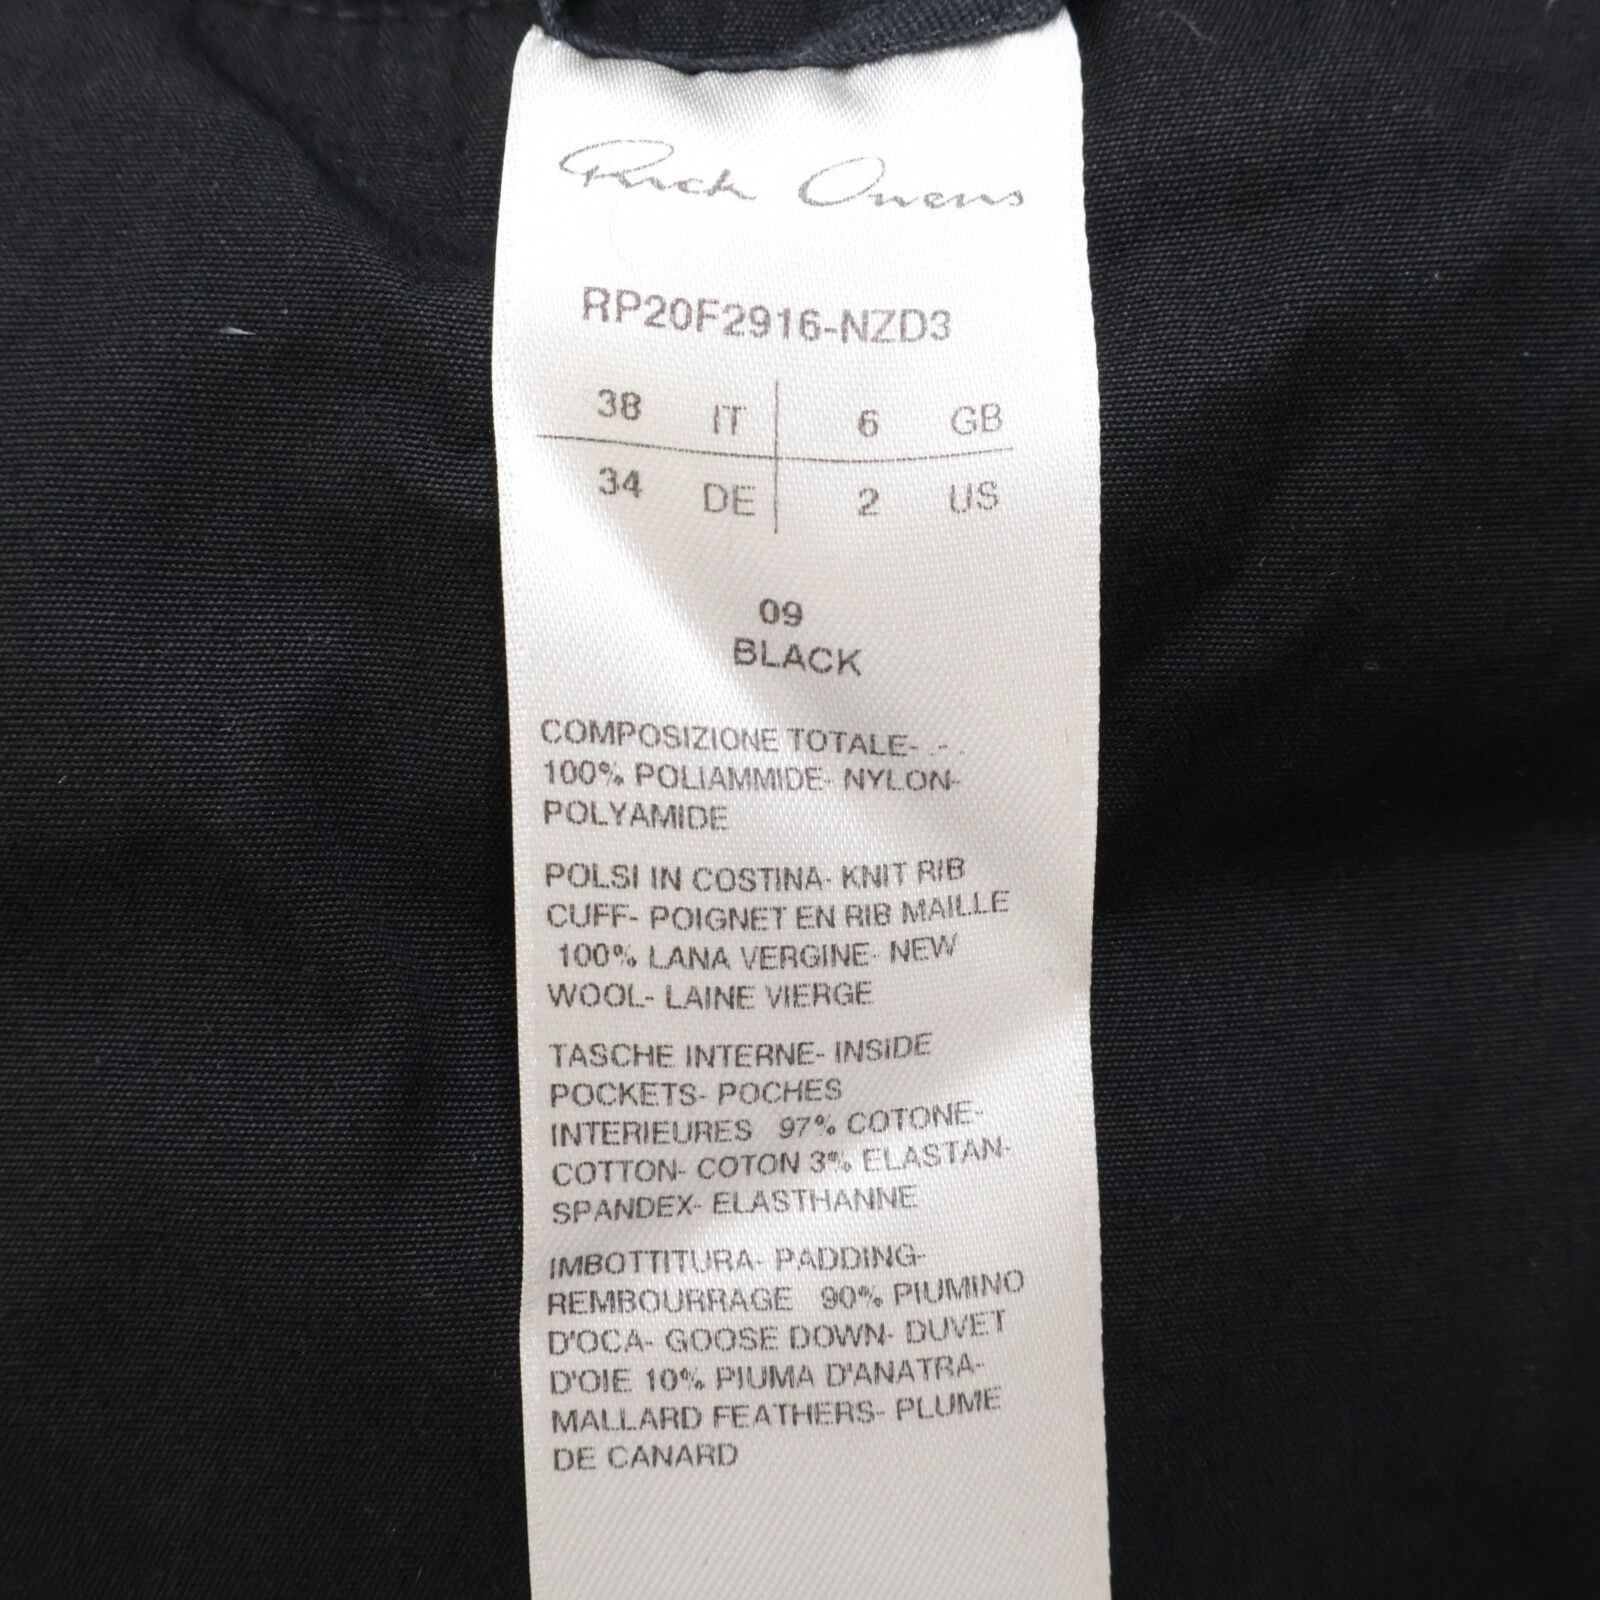 Rick Owens
RP20F2916-NZD3
38 IT 6 GB
34 DE 2 US
09
BLACK
COMPOSIZIONE TOTALE- .- .
100% POLIAMMIDE- NYLON-
POLYAMIDE
POLSI IN COSTINA- KNIT RIB
CUFF- POIGNET EN RIB MAILLE
100% LANA VERGINE- NEW
WOOL- LAINE VIERGE
TASCHE INTERNE- INSIDE
POCKETS- POCHES
INTERIEURES 97% COTONE-
COTTON- COTON 3% ELASTAN-
SPANDEX- ELASTHANNE
IMBOTTITURA- PADDING-
REMBOURRAGE 90% PIUMINO
D'OCA- GOOSE DOWN- DUVET
D'OIE 10% PIUMA D'ANATRA-
MALLARD FEATHERS- PLUME
DE CANARD